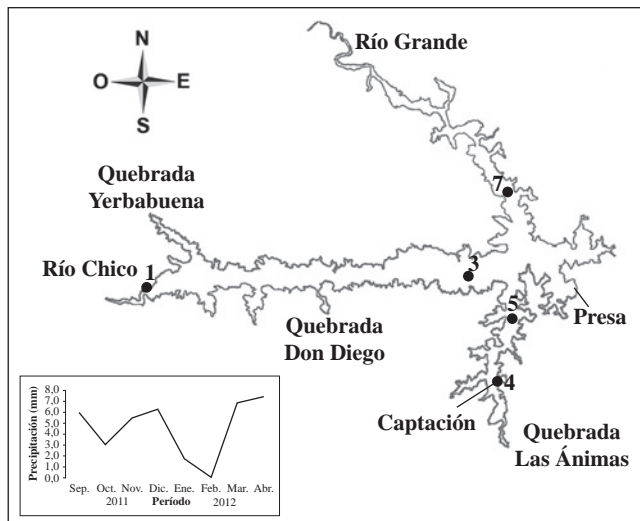 N
O
E
S
Río Grande
Quebrada
Yerbabuena
7
Río Chico
1
3
5
Presa
Quebrada
Don Diego
4
Captación
Quebrada
Las Ánimas
Precipitación (mm)
8,0
7,0
6,0
5,0
4,0
3,0
2,0
1,0
0,0
Sep. Oct. Nov. Dic. Ene. Feb. Mar. Abr.
2011 Período 2012